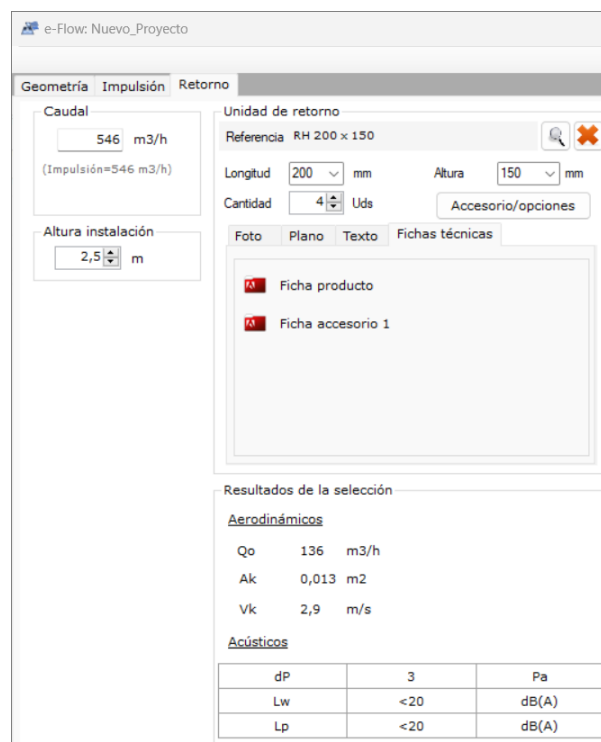 e-Flow: Nuevo_Proyecto
Geometría Impulsión Retorno
Caudal
546 m3/h
(Impulsión=546 m3/h)
Altura instalación
2,5 m
Unidad de retorno
Referencia RH 200 x 150
Longitud 200 mm Altura 150 mm
Cantidad 4 Uds Accesorio/opciones
Foto Plano Texto Fichas técnicas
Ficha producto
Ficha accesorio 1
Resultados de la selección
Aerodinámicos
Qo 136 m3/h
Ak 0,013 m2
Vk 2,9 m/s
Acústicos
dP 3 Pa
Lw <20 dB(A)
Lp <20 dB(A)